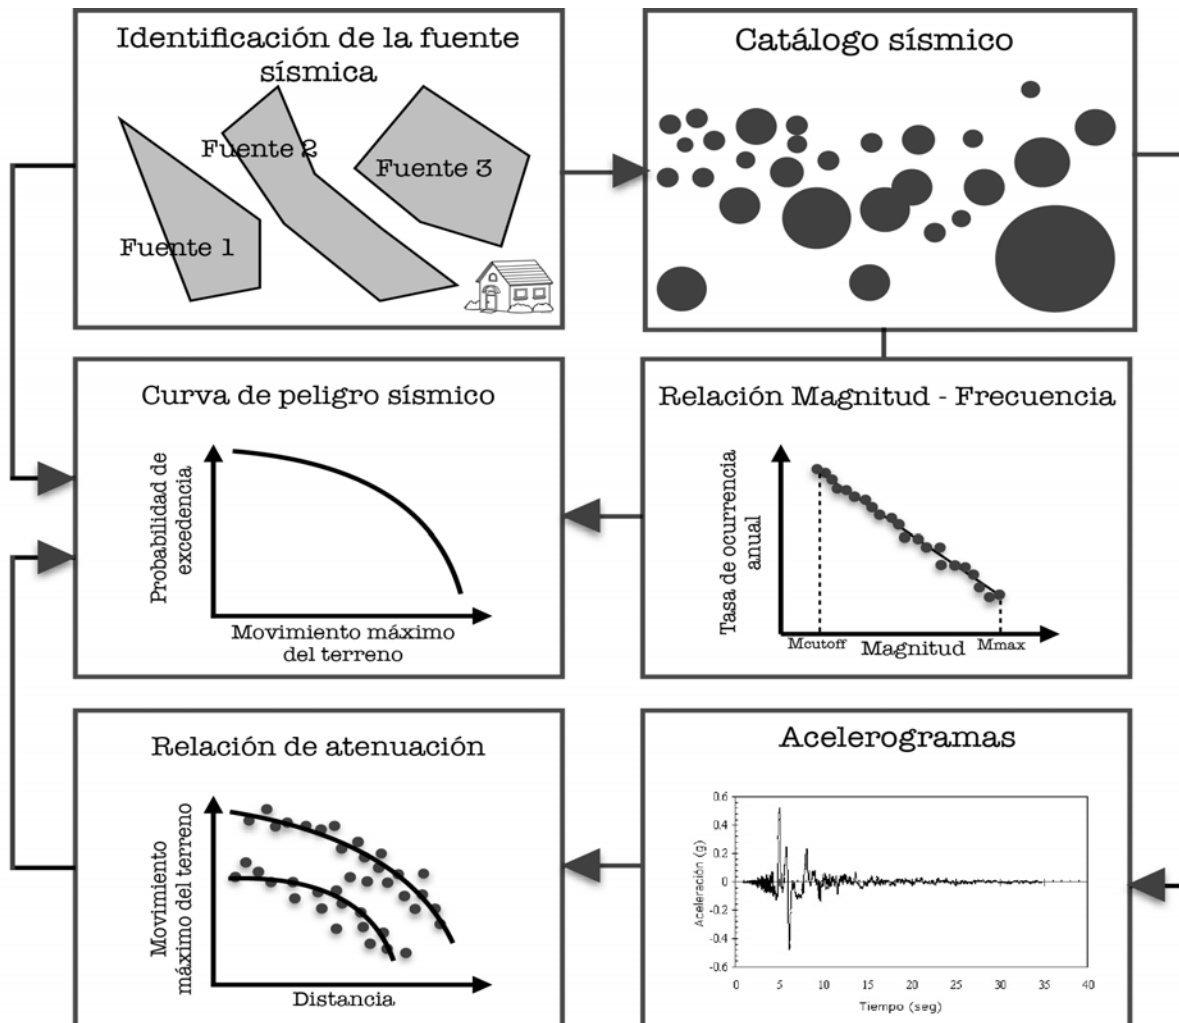 Identificación de la fuente
sísmica
Fuente 1
Fuente 2
Fuente 3
Catálogo sísmico
Curva de peligro sísmico
Probabilidad de
excedencia
Movimiento máximo
del terreno
Relación Magnitud - Frecuencia
Tasa de ocurrencia
anual
Mcutoff
Magnitud
Mmax
Relación de atenuación
Movimiento
máximo del terreno
Distancia
Acelerogramas
Aceleración (g)
0.6
0.4
0.2
0
-0.2
-0.4
-0.6
0 5 10 15 20 25 30 35 40
Tiempo (seg)